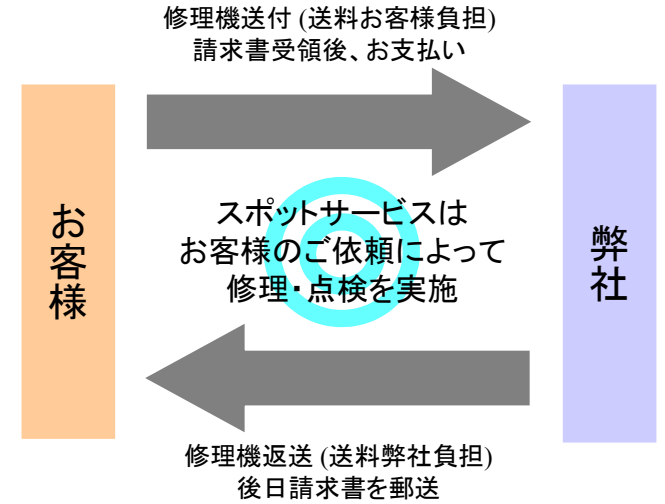 修理機送付 (送料お客様負担)
請求書受領後、お支払い
お客様
スポットサービスは
お客様のご依頼によって
修理・点検を実施
弊社
修理機返送 (送料弊社負担)
後日請求書を郵送